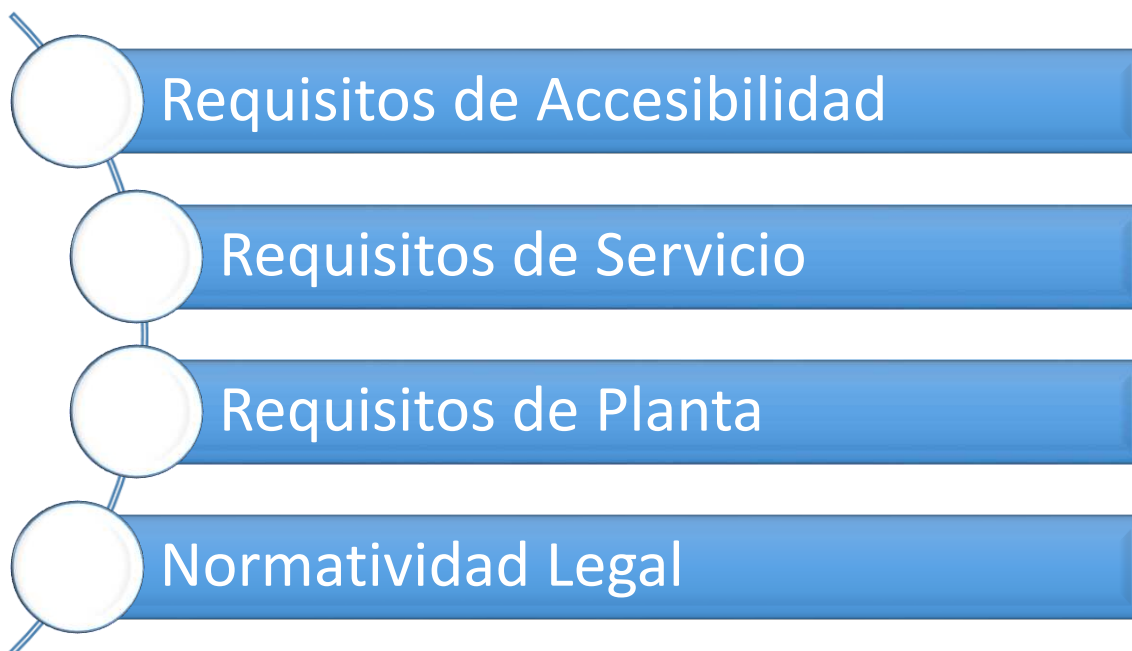 Requisitos de Accesibilidad
Requisitos de Servicio
Requisitos de Planta
Normatividad Legal